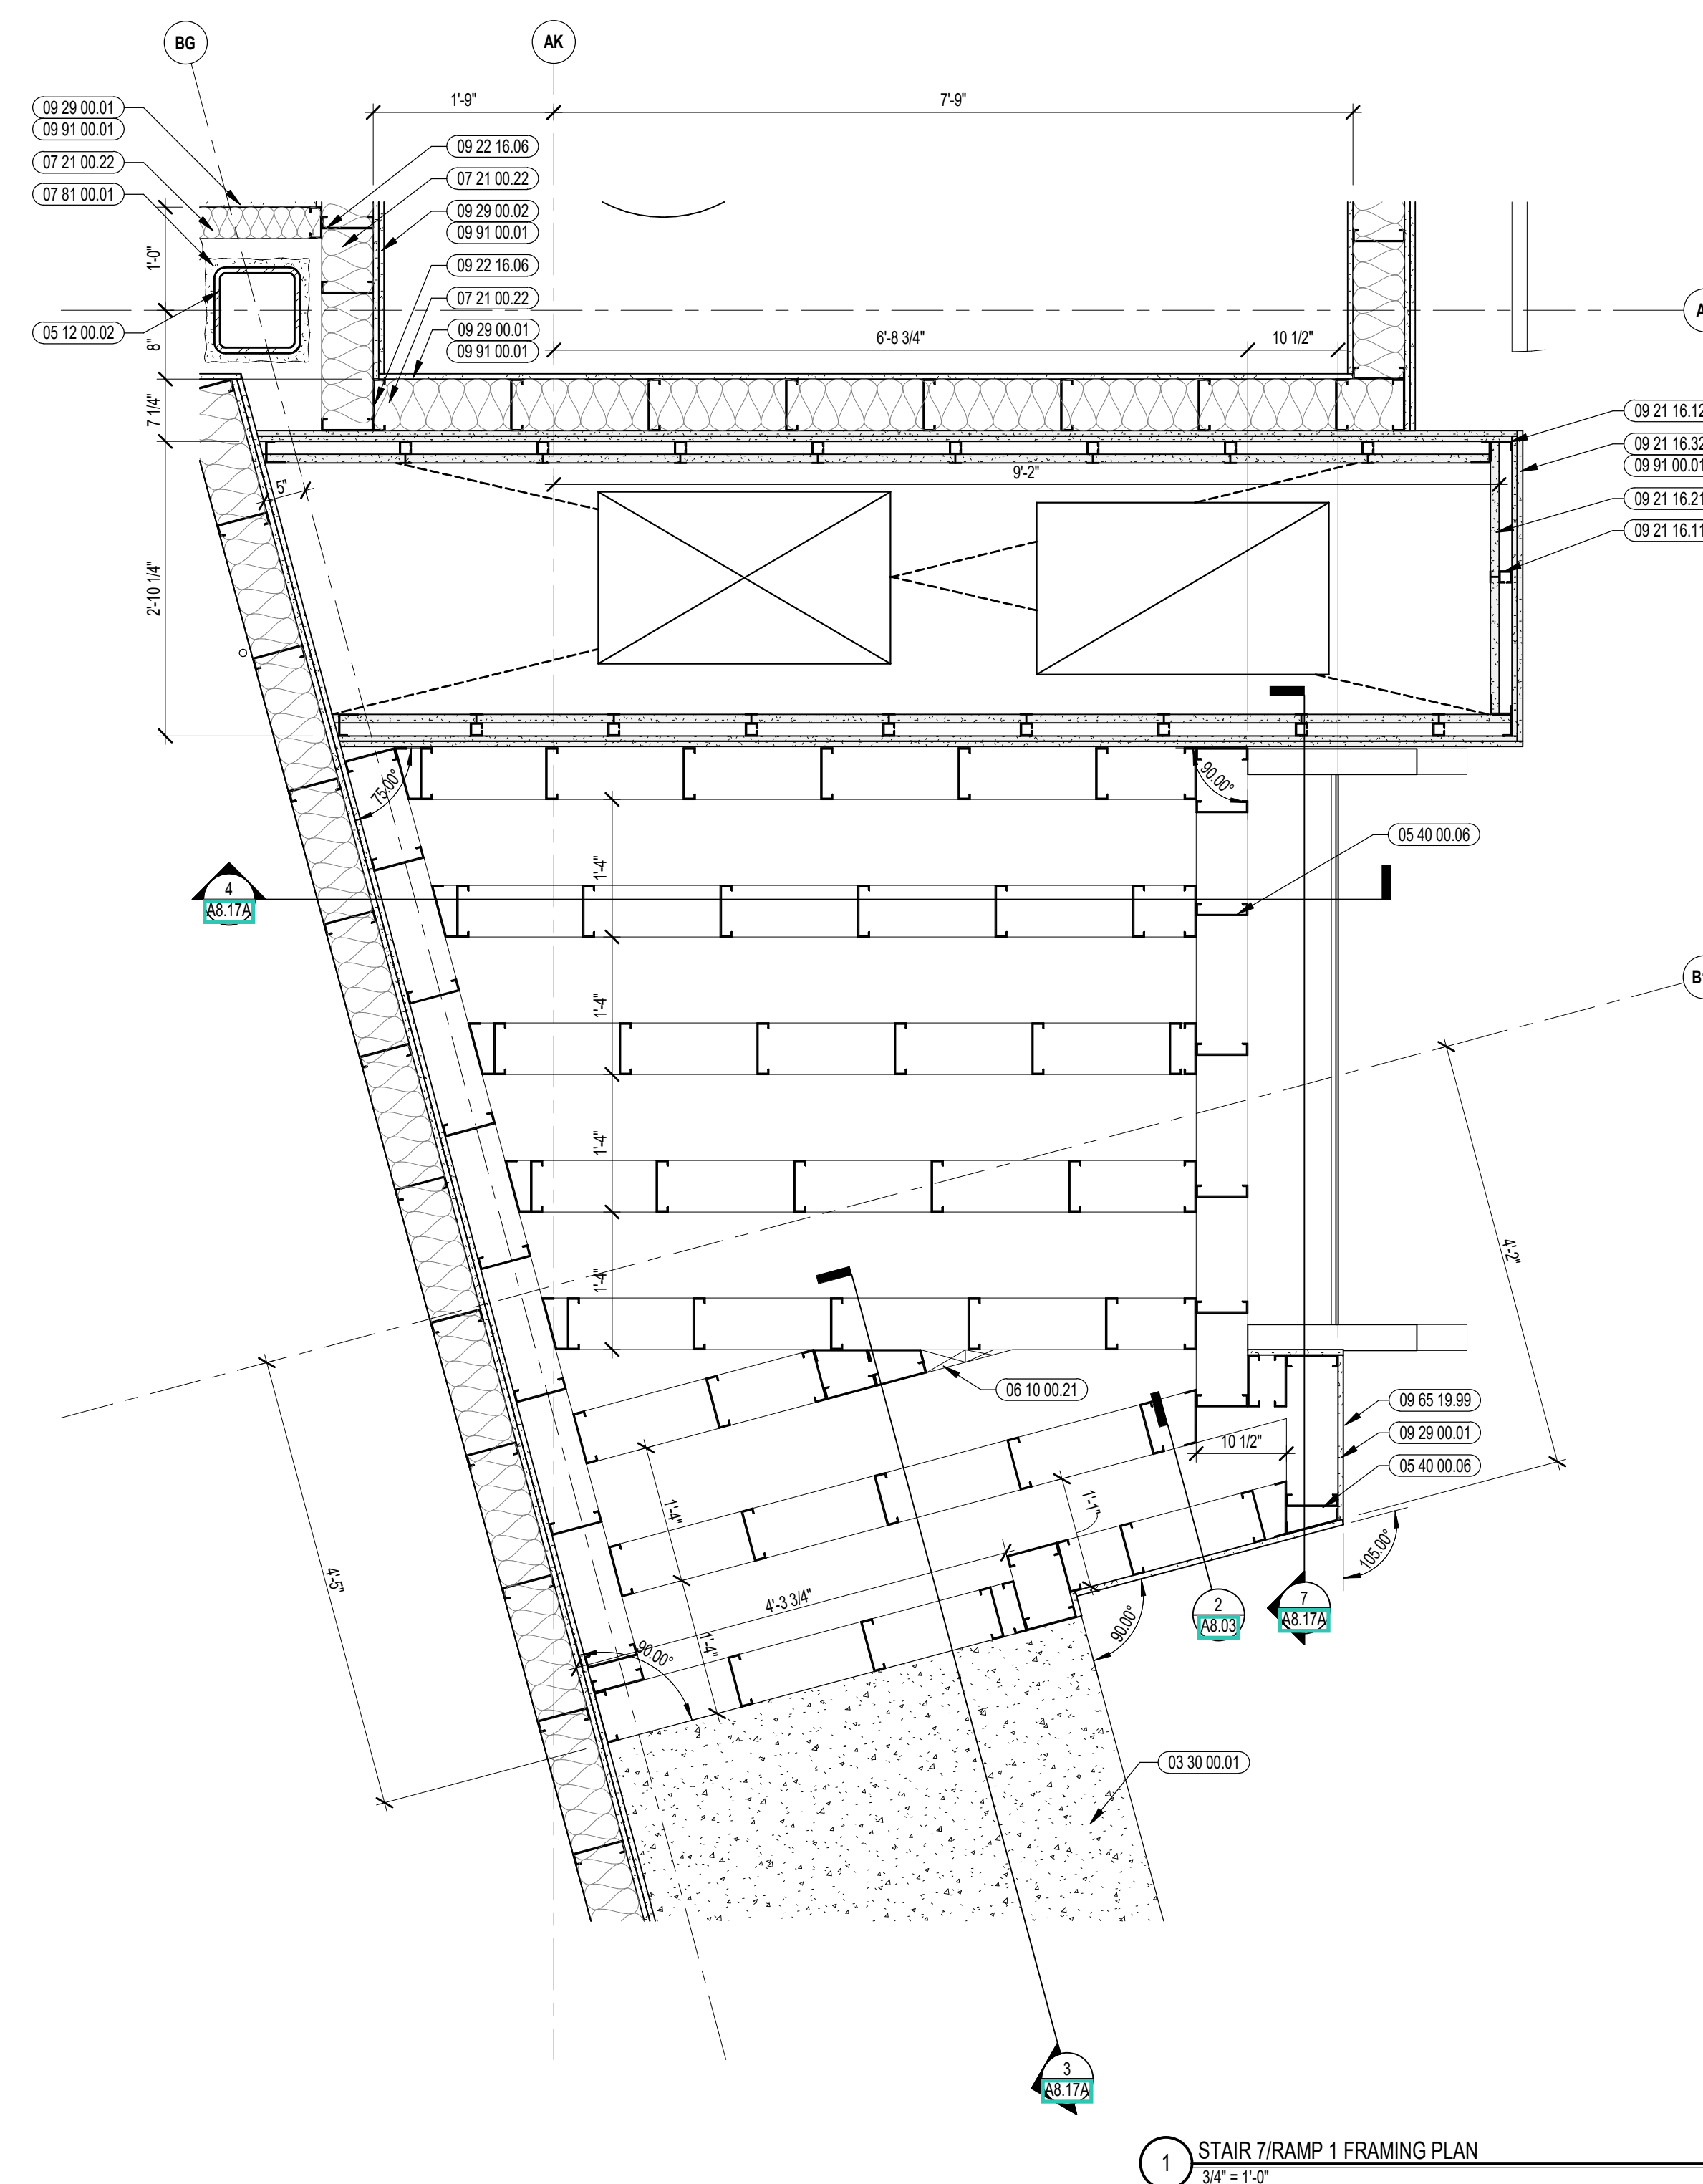 BG
AK
1'-9"
7'-9"
09 29 00.01
09 91 00.01
07 21 00.22
07 81 00.01
09 22 16.06
07 21 00.22
09 29 00.02
09 91 00.01
1'-0"
09 22 16.06
07 21 00.22
05 12 00.02
09 29 00.01
09 91 00.01
8"
6'-8 3/4"
10 1/2"
7 1/4"
09 21 16.12
09 21 16.32
09 91 00.01
5"
9'-2"
09 21 16.21
09 21 16.11
2'-10 1/4"
75.00°
90.00°
05 40 00.06
1'-4"
4
A8.17A
1'-4"
1'-4"
4'-2"
1'-4"
06 10 00.21
09 65 19.99
09 29 00.01
10 1/2"
05 40 00.06
1'-4"
1'-1"
105.00°
4'-5"
4'-3 3/4"
2
A8.03
7
A8.17A
1'-4"
90.00°
90.00°
03 30 00.01
3
A8.17A
1
STAIR 7/RAMP 1 FRAMING PLAN
3/4" = 1'-0"